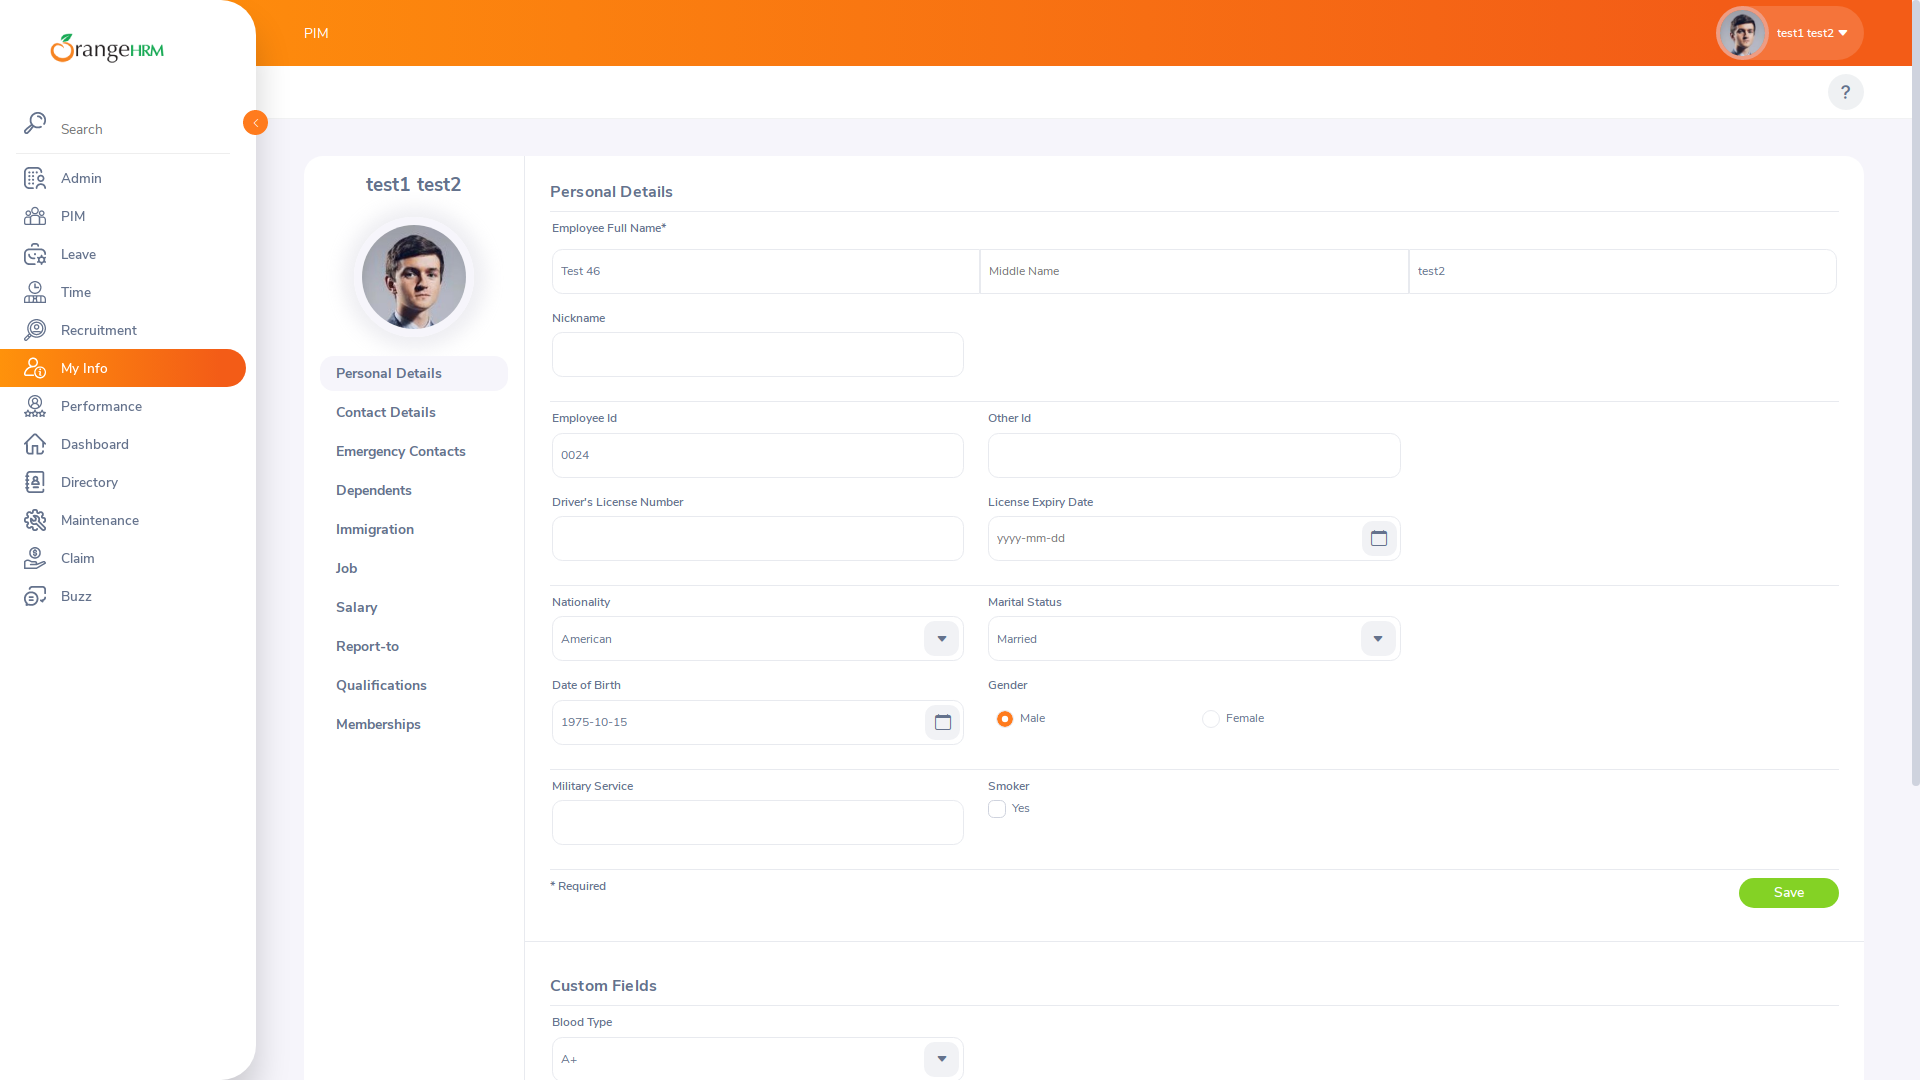 OrangeHRM
Search
Admin
PIM
Leave
Time
Recruitment
My Info
Performance
Dashboard
Directory
Maintenance
Claim
Buzz
PIM
test1 test2
?
test1 test2
Personal Details
Contact Details
Emergency Contacts
Dependents
Immigration
Job
Salary
Report-to
Qualifications
Memberships
Personal Details
Employee Full Name*
Test 46 Middle Name test2
Nickname
Employee Id Other Id
0024
Driver's License Number License Expiry Date
yyyy-mm-dd
Nationality Marital Status
American Married
Date of Birth Gender
1975-10-15 Male Female
Military Service Smoker
Yes
* Required
Save
Custom Fields
Blood Type
A+